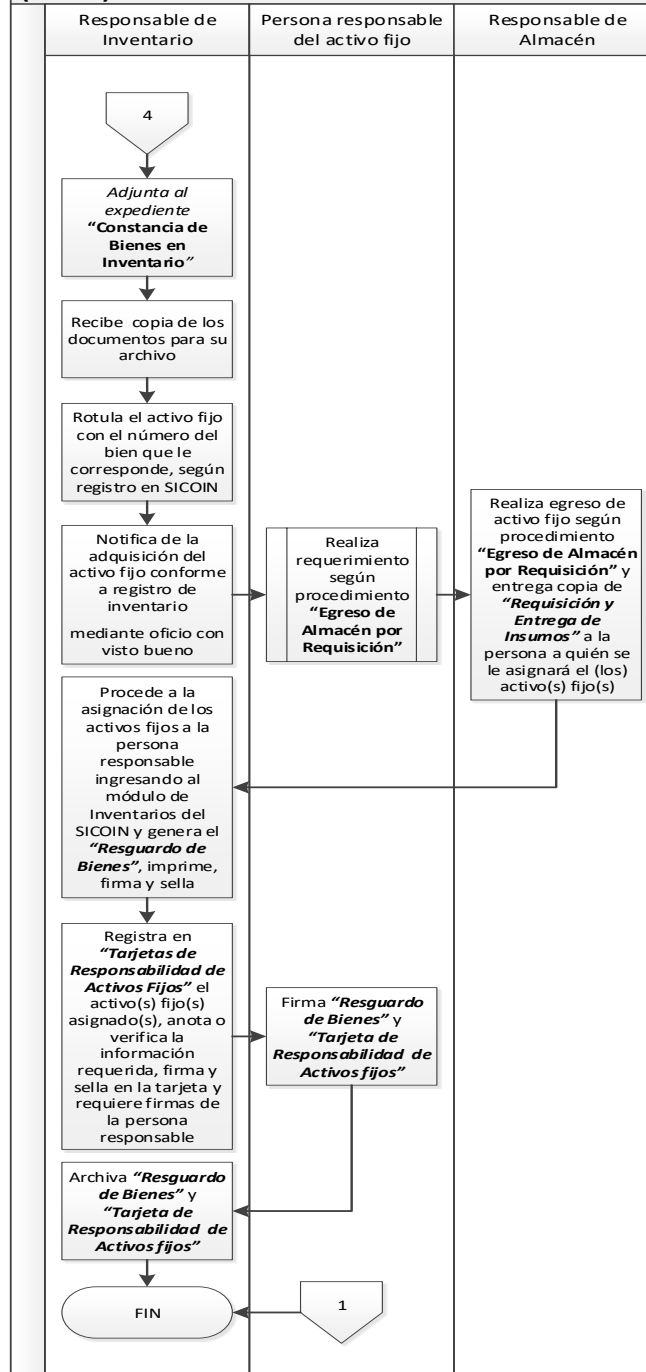 Responsable de
Inventario
Persona responsable
del activo fijo
Responsable de
Almacén
4
Adjunta al
expediente
“Constancia de
Bienes en
Inventario”
Recibe copia de los
documentos para su
archivo
Rotula el activo fijo
con el número del
bien que le
corresponde, según
registro en SICOIN
Notifica de la
adquisición del
activo fijo conforme
a registro de
inventario
mediante oficio con
visto bueno
Realiza
requerimiento
según
procedimiento
“Egreso de
Almacén por
Requisición”
Realiza egreso de
activo fijo según
procedimiento
“Egreso de Almacén
por Requisición” y
entrega copia de
“Requisición y
Entrega de
Insumos” a la
persona a quién se
le asignará el (los)
activo(s) fijo(s)
Procede a la
asignación de los
activos fijos a la
persona
responsable
ingresando al
módulo de
Inventarios del
SICOIN y genera el
“Resguardo de
Bienes”, imprime,
firma y sella
Registra en
“Tarjetas de
Responsabilidad de
Activos Fijos” el
activo(s) fijo(s)
asignado(s), anota o
verifica la
información
requerida, firma y
sella en la tarjeta y
requiere firmas de
la persona
responsable
Firma “Resguardo
de Bienes” y
“Tarjeta de
Responsabilidad de
Activos fijos”
Archiva “Resguardo
de Bienes” y
“Tarjeta de
Responsabilidad de
Activos fijos”
FIN
1